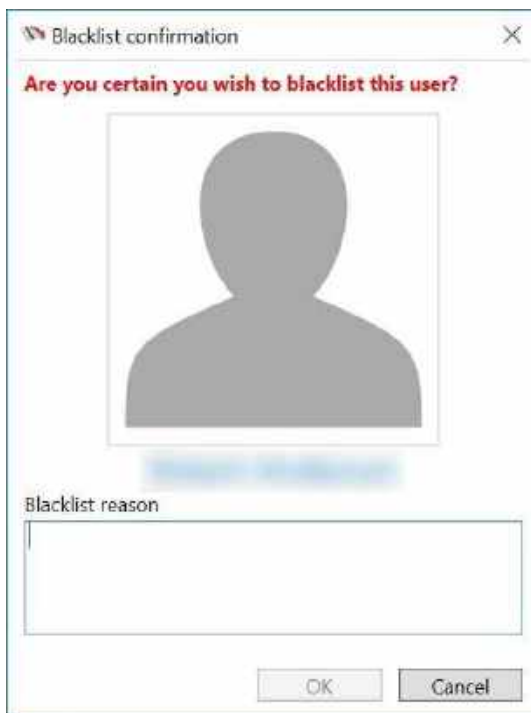 Blacklist confirmation
Are you certain you wish to blacklist this user?
Blacklist reason
OK
Cancel